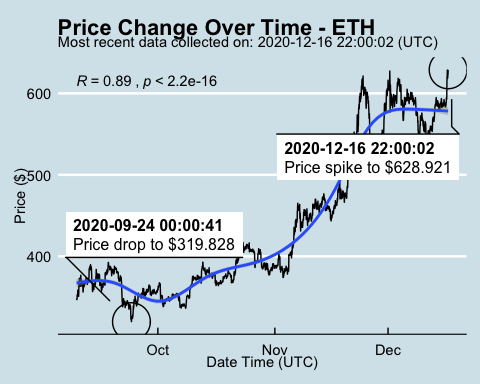 Price Change Over Time - ETH
Most recent data collected on: 2020-12-16 22:00:02 (UTC)
R = 0.89 , p < 2.2e-16
600
2020-12-16 22:00:02
Price spike to $628.921
500
Price ($)
2020-09-24 00:00:41
Price drop to $319.828
400
Oct
Nov
Dec
Date Time (UTC)